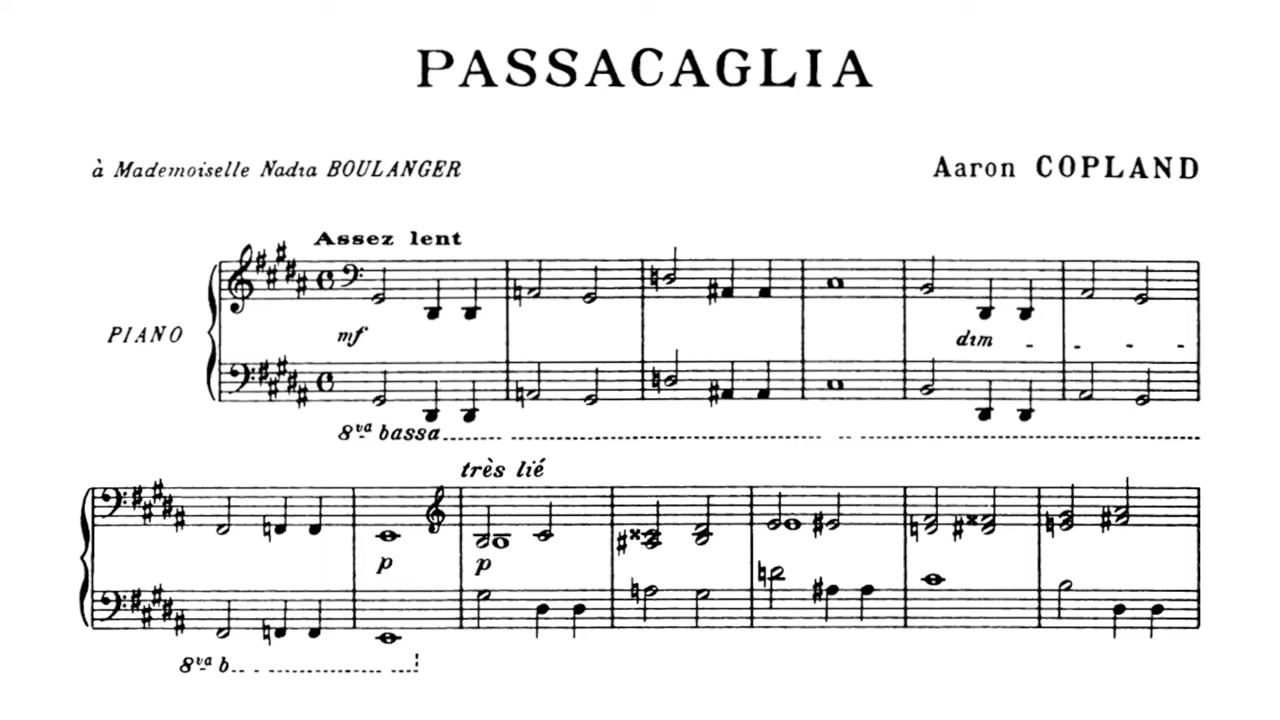 PASSACAGLIA
à Mademoiselle Nadia BOULANGER
Aaron COPLAND
Assez lent
PIANO
mf
dim
8va bassa
très lié
p
p
8va b